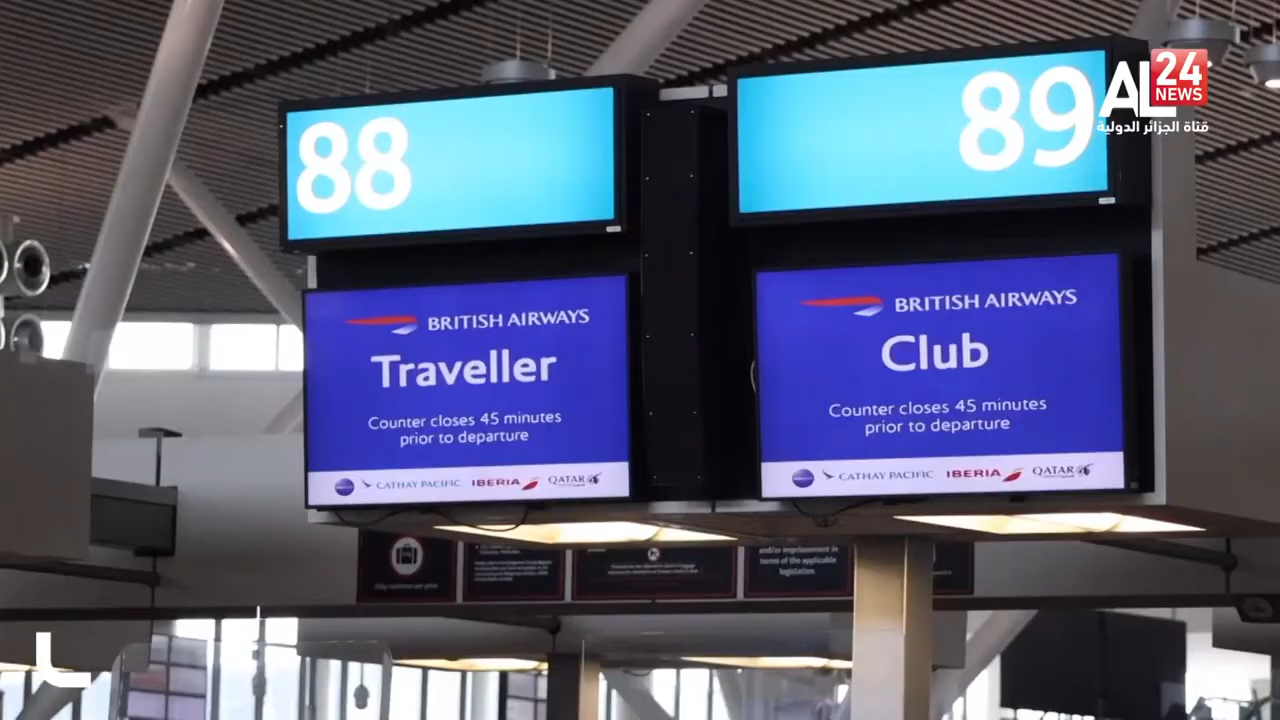 88
89
AL
24
NEWS
قناة الجزائر الدولية
BRITISH AIRWAYS
Traveller
Counter closes 45 minutes
prior to departure
CATHAY PACIFIC
IBERIA
QATAR
BRITISH AIRWAYS
Club
Counter closes 45 minutes
prior to departure
CATHAY PACIFIC
IBERIA
QATAR
and/or imprisonment in
terms of the applicable
legislation.